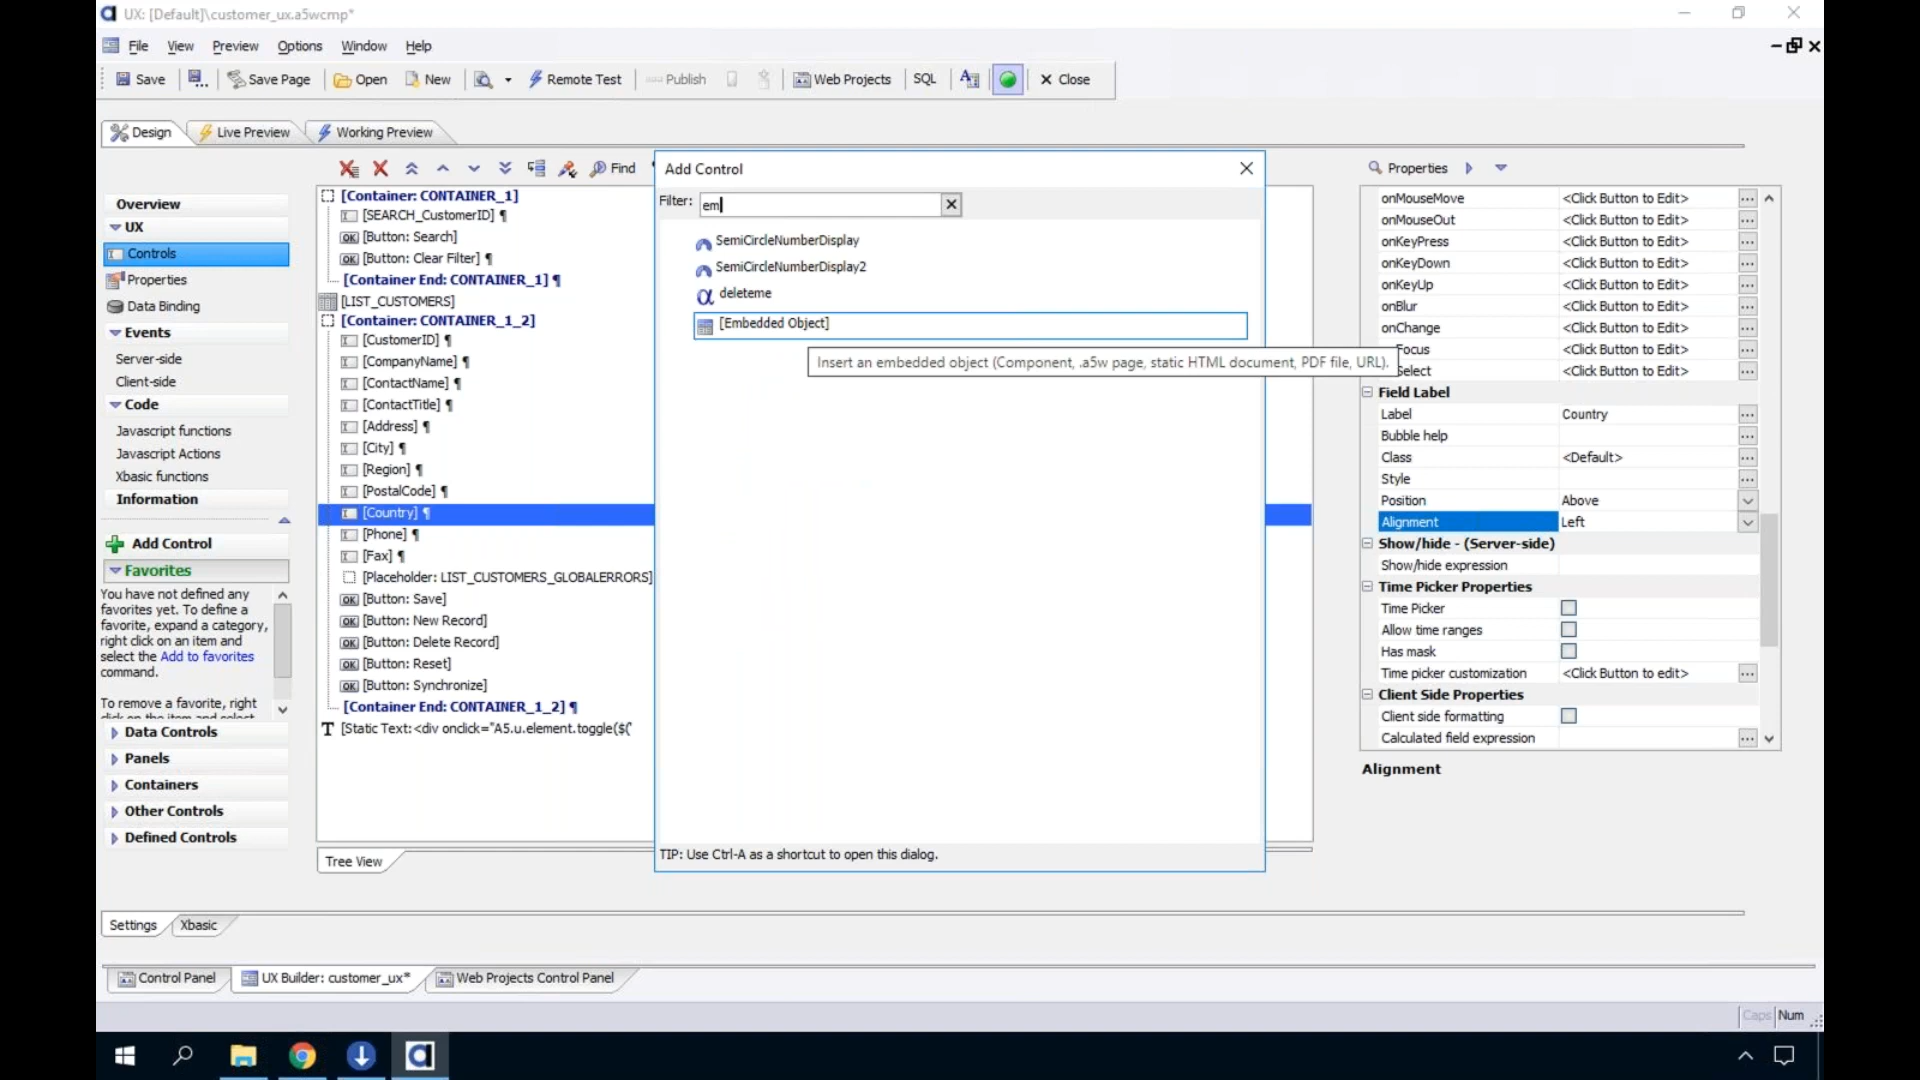 UX: [Default]\customer_ux.a5wcmp*
File View Preview Options Window Help
Save Save Page Open New Remote Test Publish Web Projects SQL Close
Design Live Preview Working Preview
Find
Overview
UX
Controls
Properties
Data Binding
Events
Server-side
Client-side
Code
Javascript functions
Javascript Actions
Xbasic functions
Information
Add Control
Favorites
You have not defined any
favorites yet. To define a
favorite, expand a category,
right click on an item and
select the Add to favorites
command.
To remove a favorite, right
click on the item and select
Data Controls
Panels
Containers
Other Controls
Defined Controls
[Container: CONTAINER_1]
[SEARCH_CustomerID] ¶
OK [Button: Search]
OK [Button: Clear Filter] ¶
[Container End: CONTAINER_1] ¶
[LIST_CUSTOMERS]
[Container: CONTAINER_1_2]
[CustomerID] ¶
[CompanyName] ¶
[ContactName] ¶
[ContactTitle] ¶
[Address] ¶
[City] ¶
[Region] ¶
[PostalCode] ¶
[Country] ¶
[Phone] ¶
[Fax] ¶
[Placeholder: LIST_CUSTOMERS_GLOBALERRORS]
OK [Button: Save]
OK [Button: New Record]
OK [Button: Delete Record]
OK [Button: Reset]
OK [Button: Synchronize]
[Container End: CONTAINER_1_2] ¶
T [Static Text:<div onclick="A5.u.element.toggle($('
Tree View
Add Control
Filter: em
SemiCircleNumberDisplay
SemiCircleNumberDisplay2
deleteme
[Embedded Object]
Insert an embedded object (Component, .a5w page, static HTML document, PDF file, URL).
TIP: Use Ctrl-A as a shortcut to open this dialog.
Properties
onMouseMove <Click Button to Edit> ...
onMouseOut <Click Button to Edit> ...
onKeyPress <Click Button to Edit> ...
onKeyDown <Click Button to Edit> ...
onKeyUp <Click Button to Edit> ...
onBlur <Click Button to Edit> ...
onChange <Click Button to Edit> ...
Focus <Click Button to Edit> ...
Select <Click Button to Edit> ...
Field Label
Label Country ...
Bubble help ...
Class <Default> ...
Style ...
Position Above
Alignment Left
Show/hide - (Server-side)
Show/hide expression
Time Picker Properties
Time Picker
Allow time ranges
Has mask
Time picker customization <Click Button to edit> ...
Client Side Properties
Client side formatting
Calculated field expression ...
Alignment
Settings Xbasic
Control Panel UX Builder: customer_ux* Web Projects Control Panel
Caps Num